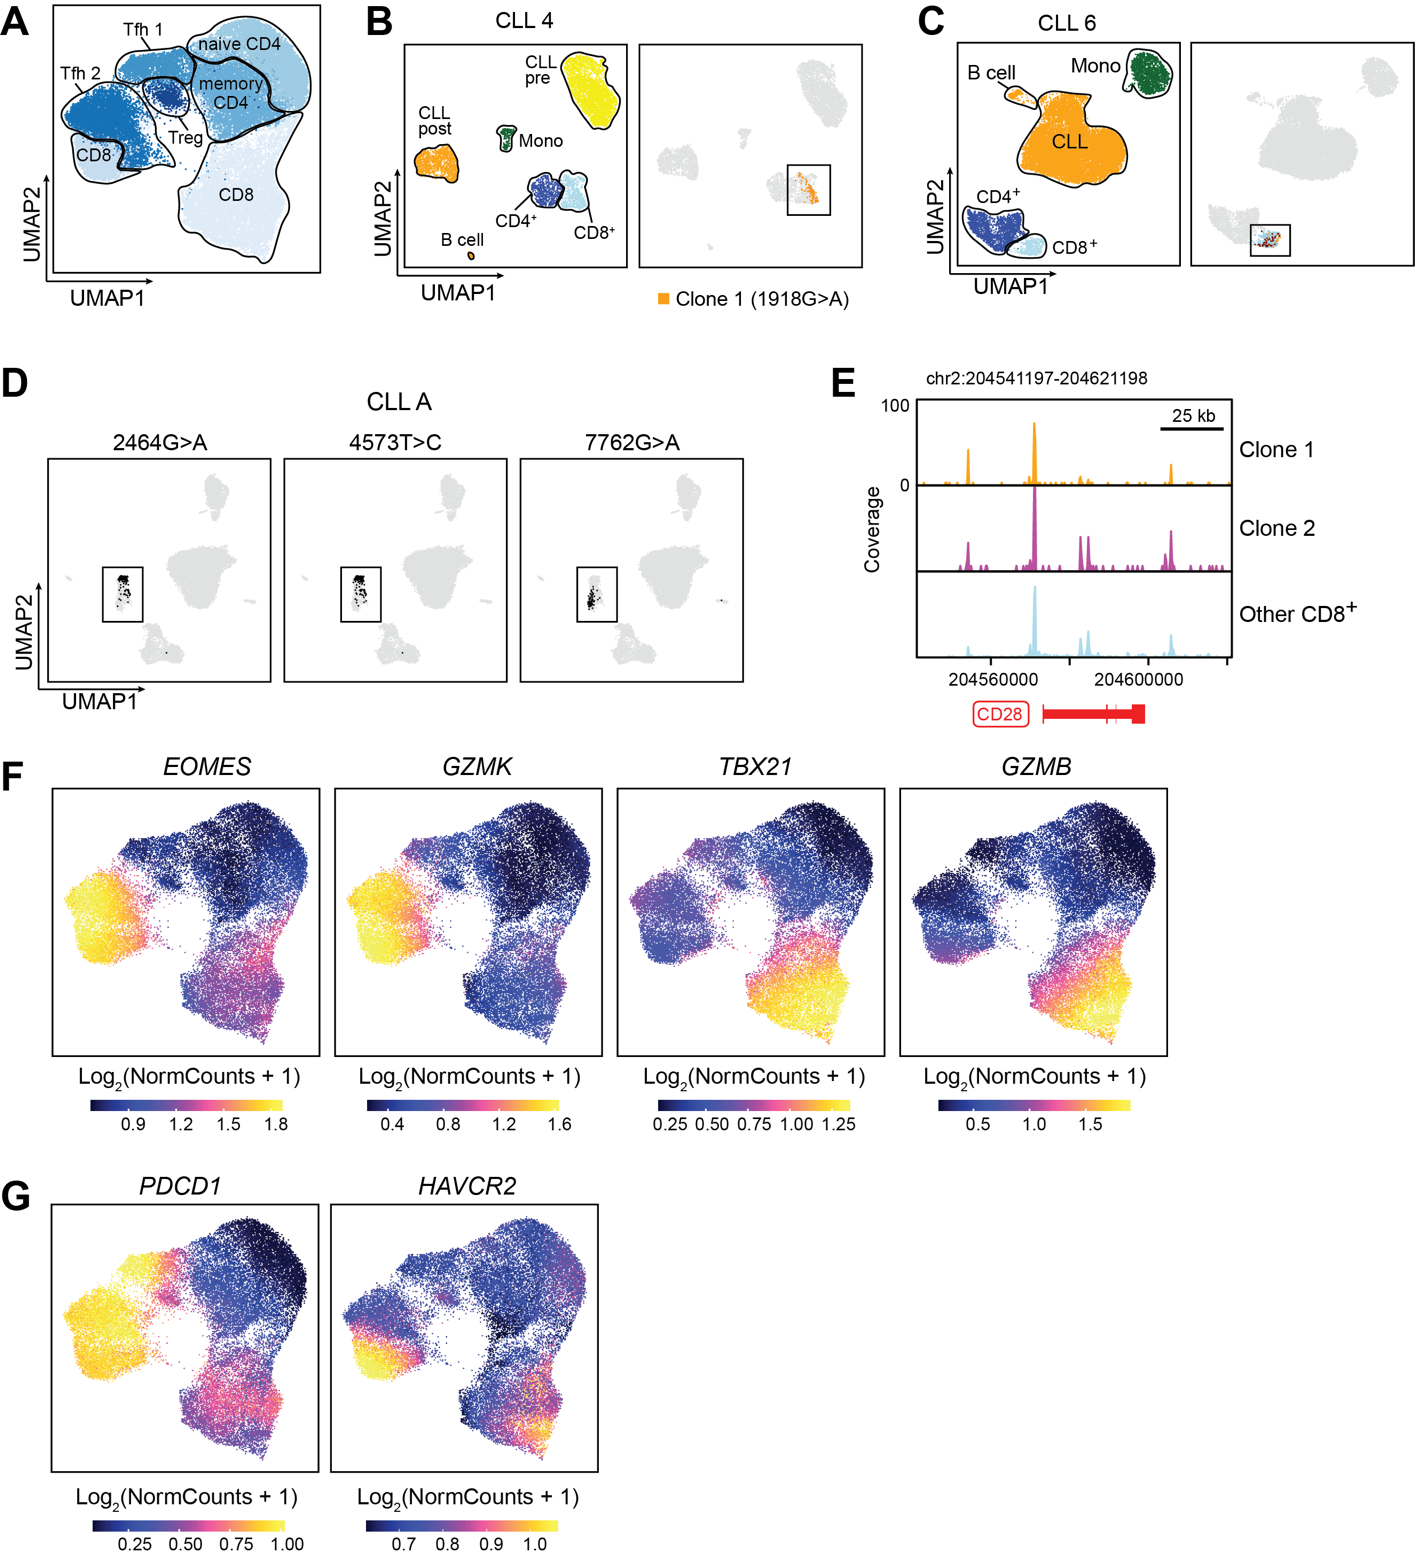 A
Tfh 1
naive CD4
Tfh 2
memory
CD4
Treg
CD8
CD8
UMAP2
UMAP1
B
CLL 4
CLL
pre
CLL
post
Mono
CD4+
CD8+
B cell
UMAP2
UMAP1
Clone 1 (1918G>A)
C
CLL 6
B cell
Mono
CLL
CD4+
CD8+
UMAP2
UMAP1
D
CLL A
2464G>A
4573T>C
7762G>A
UMAP2
UMAP1
E
chr2:204541197-204621198
100
25 kb
0
Coverage
Clone 1
Clone 2
Other CD8+
204560000
204600000
CD28
F
EOMES
GZMK
TBX21
GZMB
Log2(NormCounts + 1)
Log2(NormCounts + 1)
Log2(NormCounts + 1)
Log2(NormCounts + 1)
0.9 1.2 1.5 1.8
0.4 0.8 1.2 1.6
0.25 0.50 0.75 1.00 1.25
0.5 1.0 1.5
G
PDCD1
HAVCR2
Log2(NormCounts + 1)
Log2(NormCounts + 1)
0.25 0.50 0.75 1.00
0.7 0.8 0.9 1.0